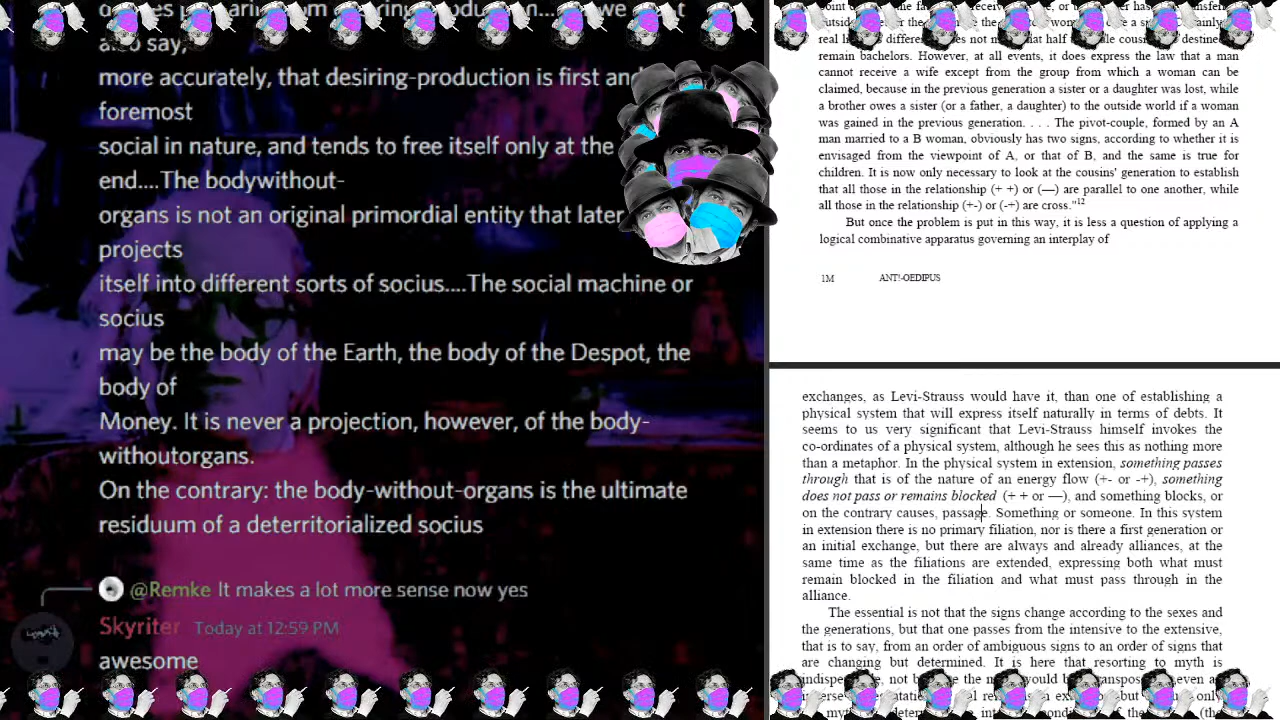 also say,
more accurately, that desiring-production is first and
foremost
social in nature, and tends to free itself only at the
end....The bodywithout-
organs is not an original primordial entity that later
projects
itself into different sorts of socius....The social machine or
socius
may be the body of the Earth, the body of the Despot, the
body of
Money. It is never a projection, however, of the body-
withoutorgans.
On the contrary: the body-without-organs is the ultimate
residuum of a deterritorialized socius
@Remke It makes a lot more sense now yes
Skyriter Today at 12:59 PM
awesome
remain bachelors. However, at all events, it does express the law that a man
cannot receive a wife except from the group from which a woman can be
claimed, because in the previous generation a sister or a daughter was lost, while
a brother owes a sister (or a father, a daughter) to the outside world if a woman
was gained in the previous generation. . . . The pivot-couple, formed by an A
man married to a B woman, obviously has two signs, according to whether it is
envisaged from the viewpoint of A, or that of B, and the same is true for
children. It is now only necessary to look at the cousins' generation to establish
that all those in the relationship (+ +) or (—) are parallel to one another, while
all those in the relationship (+-) or (-+) are cross."12
But once the problem is put in this way, it is less a question of applying a
logical combinative apparatus governing an interplay of
1M ANTI-OEDIPUS
exchanges, as Levi-Strauss would have it, than one of establishing a
physical system that will express itself naturally in terms of debts. It
seems to us very significant that Levi-Strauss himself invokes the
co-ordinates of a physical system, although he sees this as nothing more
than a metaphor. In the physical system in extension, something passes
through that is of the nature of an energy flow (+- or -+), something
does not pass or remains blocked (+ + or —), and something blocks, or
on the contrary causes, passage. Something or someone. In this system
in extension there is no primary filiation, nor is there a first generation or
an initial exchange, but there are always and already alliances, at the
same time as the filiations are extended, expressing both what must
remain blocked in the filiation and what must pass through in the
alliance.
The essential is not that the signs change according to the sexes and
the generations, but that one passes from the intensive to the extensive,
that is to say, from an order of ambiguous signs to an order of signs that
are changing but determined. It is here that resorting to myth is